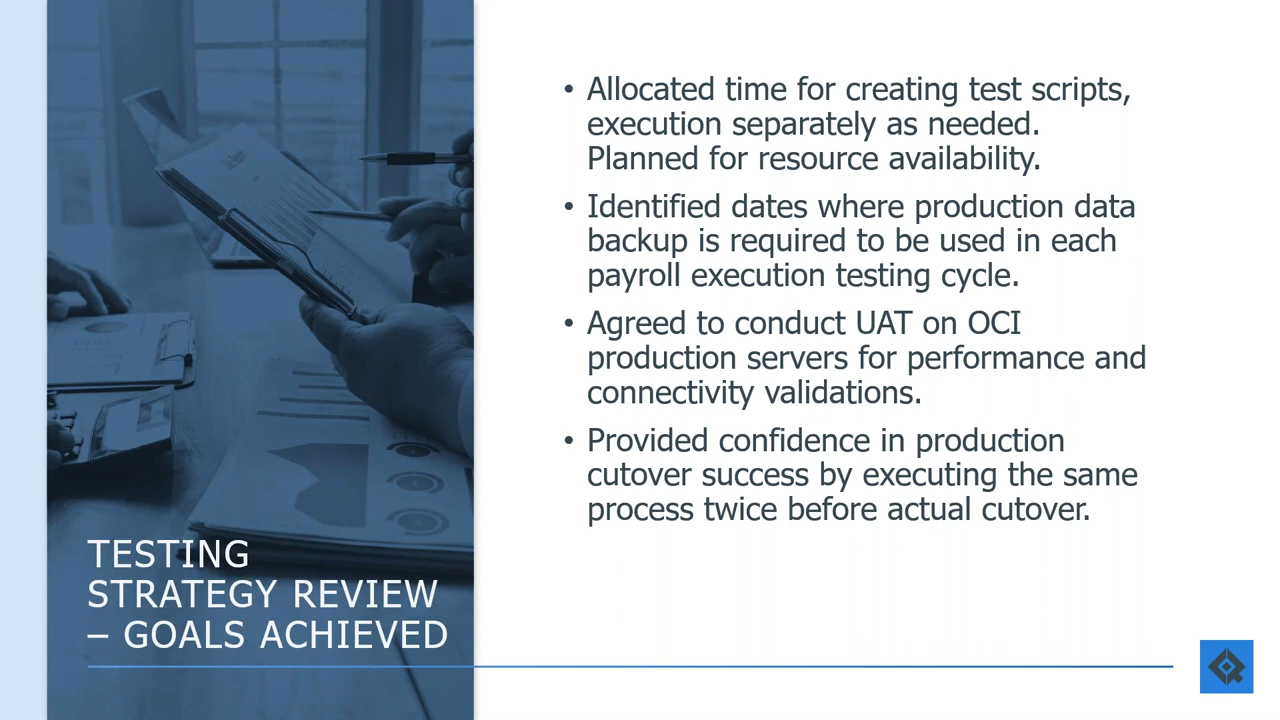 • Allocated time for creating test scripts,
execution separately as needed.
Planned for resource availability.
• Identified dates where production data
backup is required to be used in each
payroll execution testing cycle.
• Agreed to conduct UAT on OCI
production servers for performance and
connectivity validations.
• Provided confidence in production
cutover success by executing the same
process twice before actual cutover.
TESTING
STRATEGY REVIEW
– GOALS ACHIEVED